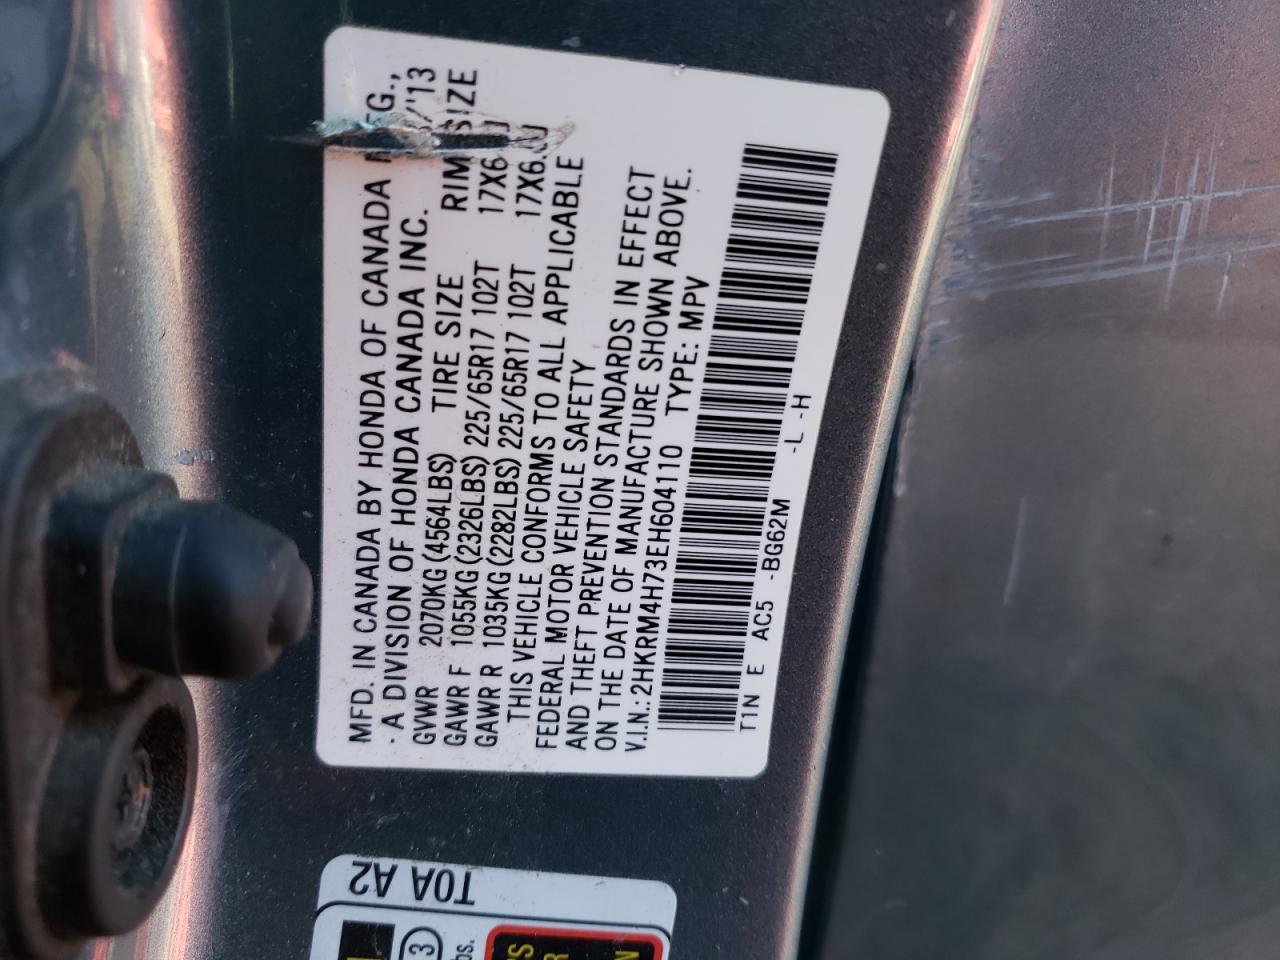 MFD. IN CANADA BY HONDA OF CANADA
A DIVISION OF HONDA CANADA INC.
GVWR 2070KG (4564LBS) TIRE SIZE RIM SIZE
GAWR F 1055KG (2326LBS) 225/65R17 102T
GAWR R 1035KG (2282LBS) 225/65R17 102T
THIS VEHICLE CONFORMS TO ALL APPLICABLE
FEDERAL MOTOR VEHICLE SAFETY
AND THEFT PREVENTION STANDARDS IN EFFECT
ON THE DATE OF MANUFACTURE SHOWN ABOVE.
V.I.N.: 2HKRM4H73EH604110 TYPE: MPV
T1N E AC5 -BG62M -L -H
T0A A2
3